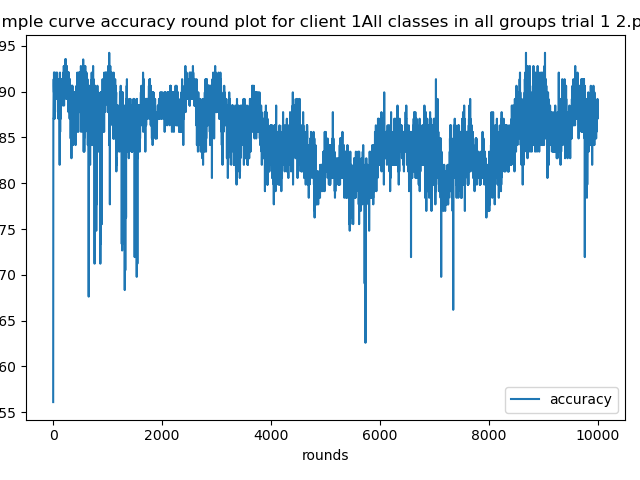 mple curve accuracy round plot for client 1All classes in all groups trial 1 2.p
95
90
85
80
75
70
65
60
55
accuracy
0 2000 4000 6000 8000 10000
rounds